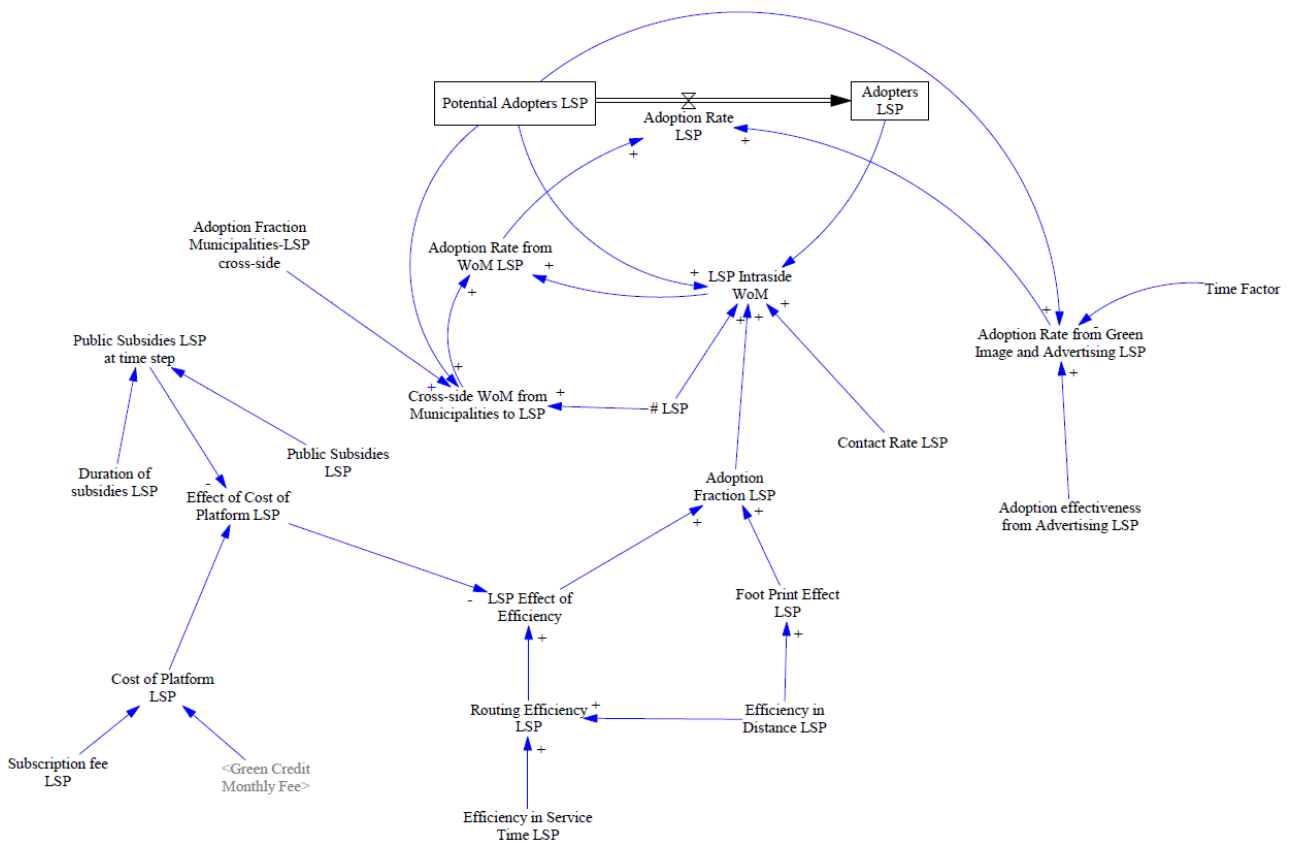 Potential Adopters LSP
Adopters
LSP
Adoption Rate
LSP
+
+
Adoption Fraction
Municipalities-LSP
cross-side
Adoption Rate from
WoM LSP
+
+
+
LSP Intraside
WoM
+
+
+
Time Factor
+
-
Adoption Rate from Green
Image and Advertising LSP
+
Public Subsidies LSP
at time step
+
+
+
Cross-side WoM from
Municipalities to LSP
# LSP
Contact Rate LSP
Public Subsidies
LSP
Duration of
subsidies LSP
-
Effect of Cost of
Platform LSP
Adoption
Fraction LSP
+
+
Adoption effectiveness
from Advertising LSP
-
LSP Effect of
Efficiency
+
Foot Print Effect
LSP
+
Cost of Platform
LSP
Routing Efficiency
LSP
+
+
Efficiency in
Distance LSP
Subscription fee
LSP
<Green Credit
Monthly Fee>
Efficiency in Service
Time LSP